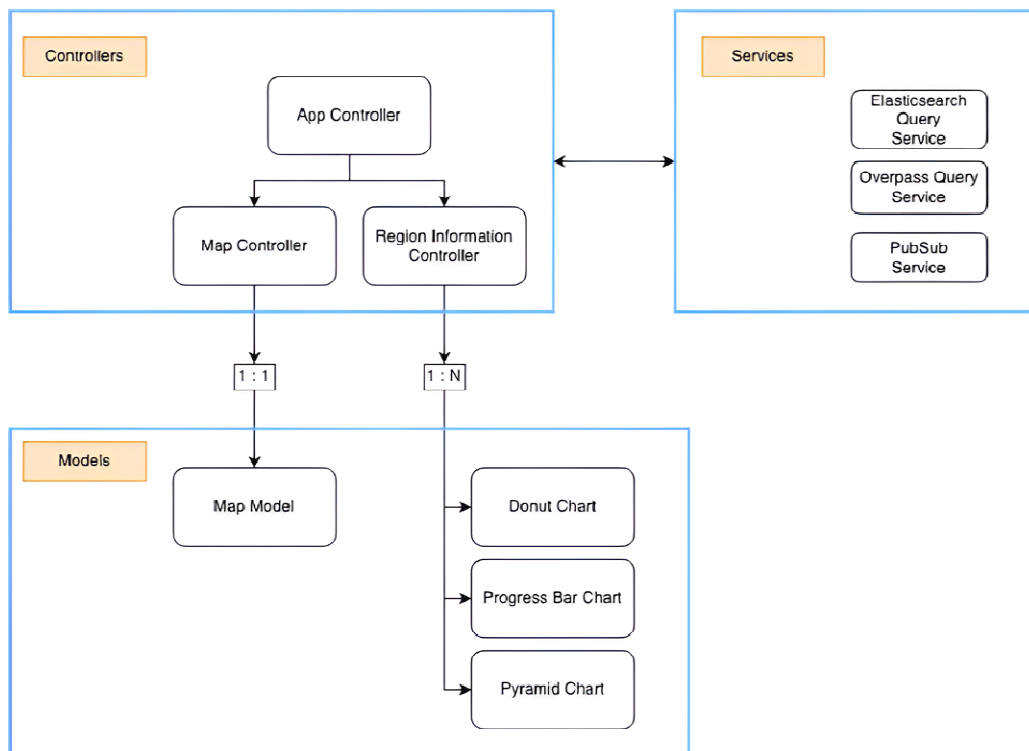 Controllers
App Controller
Map Controller
Region Information
Controller
Services
Elasticsearch
Query
Service
Overpass Query
Service
PubSub
Service
1 : 1
1 : N
Models
Map Model
Donut Chart
Progress Bar Chart
Pyramid Chart